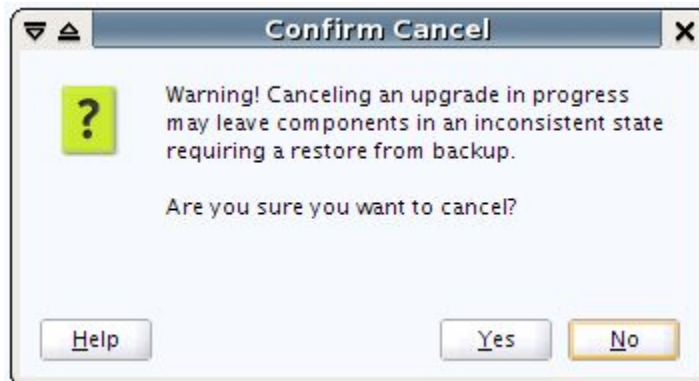 Confirm Cancel
?
Warning! Canceling an upgrade in progress
may leave components in an inconsistent state
requiring a restore from backup.
Are you sure you want to cancel?
Help Yes No